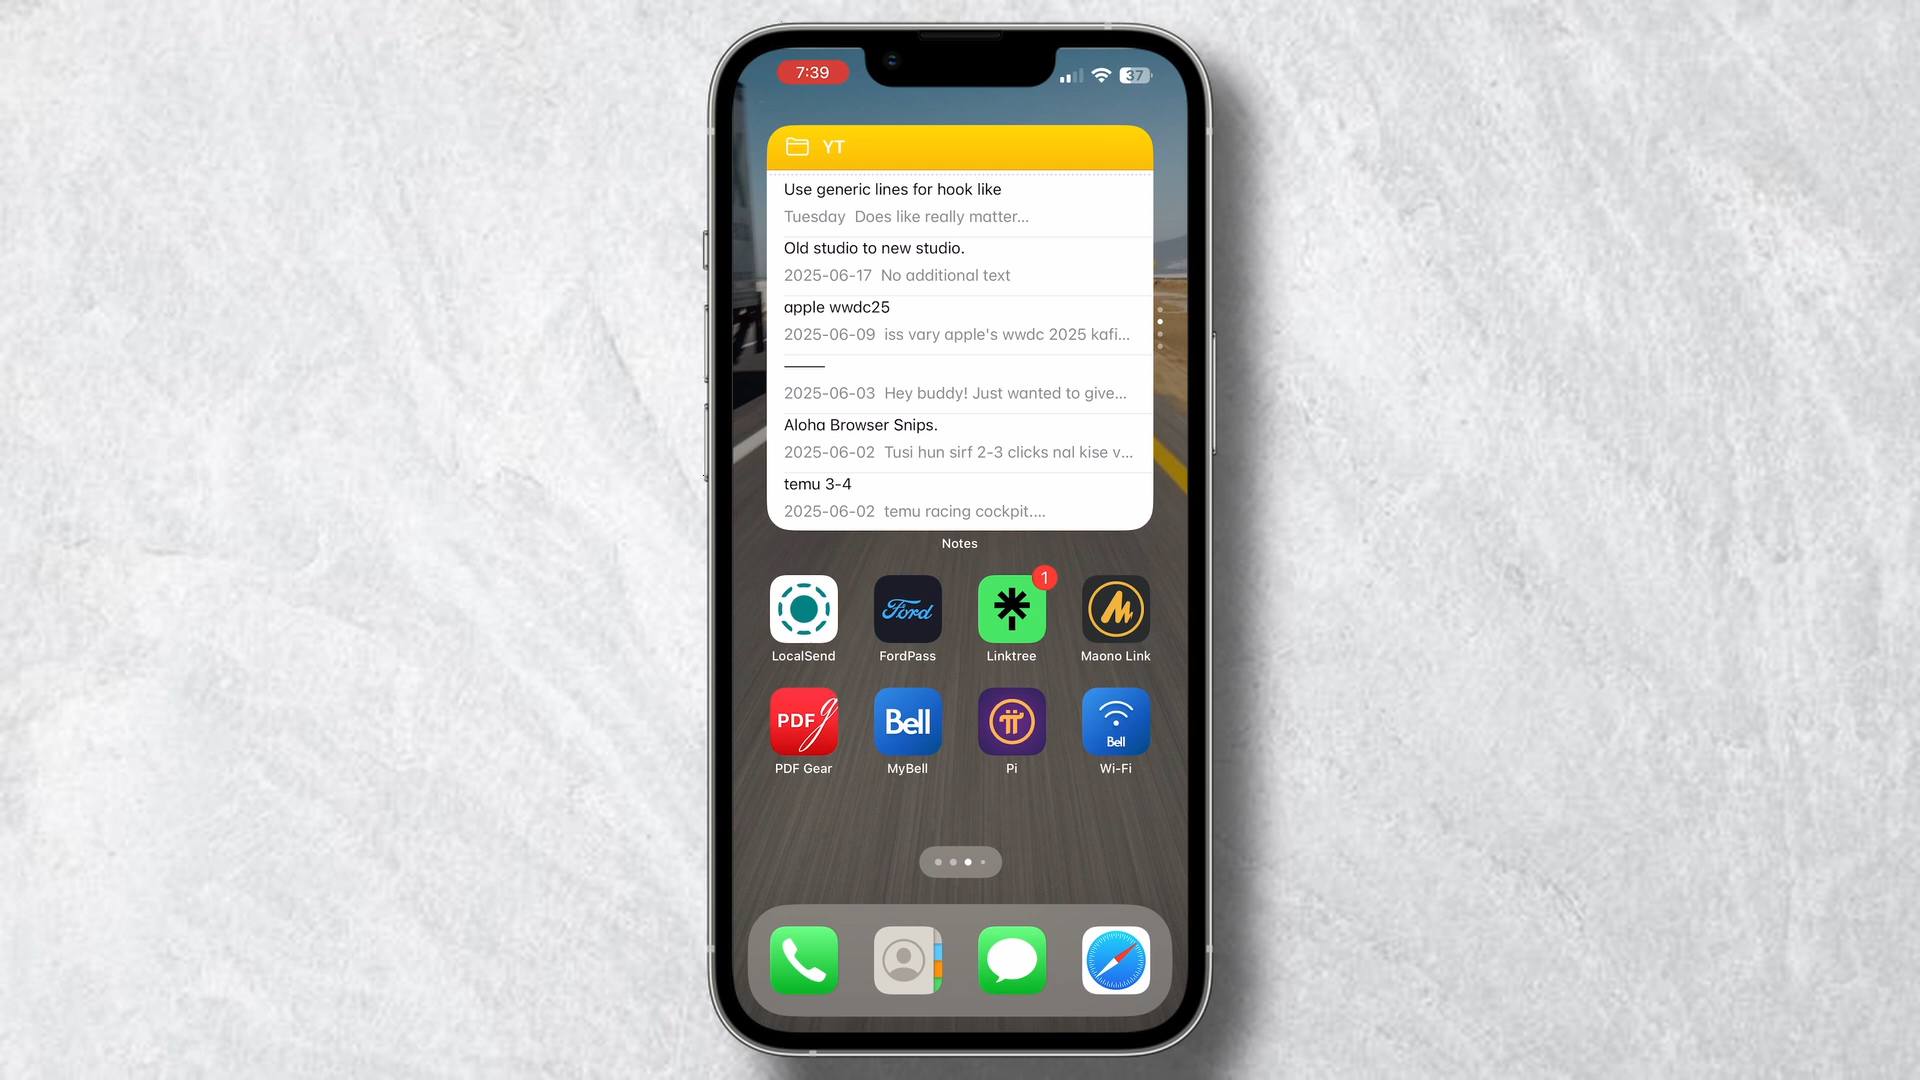 7:39
37
YT
Use generic lines for hook like
Tuesday Does like really matter...
Old studio to new studio.
2025-06-17 No additional text
apple wwdc25
2025-06-09 iss vary apple's wwdc 2025 kafi...
———
2025-06-03 Hey buddy! Just wanted to give...
Aloha Browser Snips.
2025-06-02 Tusi hun sirf 2-3 clicks nal kise v...
temu 3-4
2025-06-02 temu racing cockpit....
Notes
Ford
1
LocalSend FordPass Linktree Maono Link
PDF g Bell Bell
PDF Gear MyBell Pi Wi-Fi